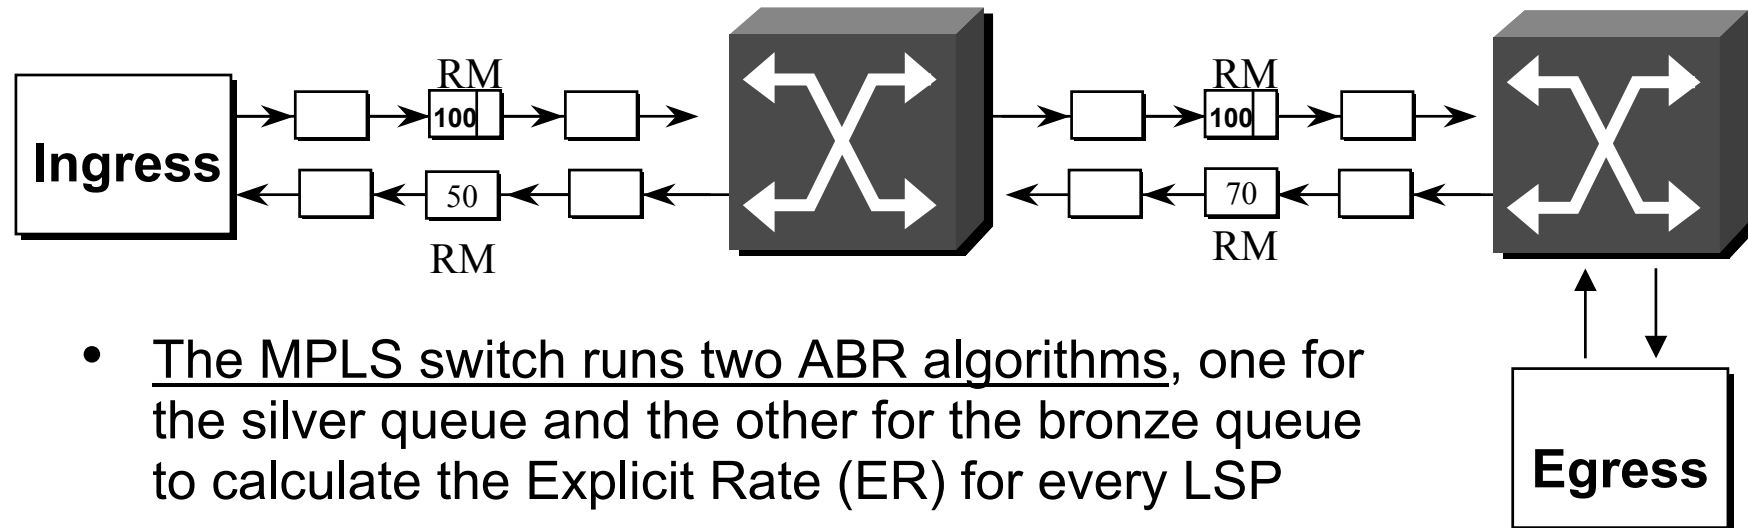 RM
RM
100
100
Ingress
50
70
RM
RM
• The MPLS switch runs two ABR algorithms, one for
the silver queue and the other for the bronze queue
to calculate the Explicit Rate (ER) for every LSP
Egress